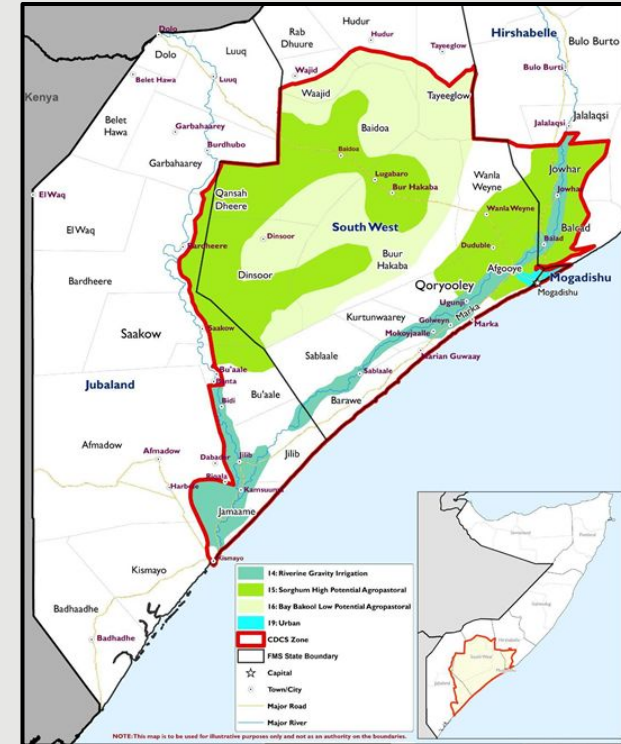 Dolo
Hudur
Hirshabelle
Rab
Dhuure
Hudur
Tayeeglow
Bulo Burto
Dolo
Luuq
Belet Hawa
Luuq
Wajid
Bulo Burti
Kenya
Waajid
Tayeeglow
Belet
Hawa
Garbahaarey
Baidoa
Jalalaqsi
Jalalaqsi
Burdhubo
Garbahaarey
Baidoa
Wanla
Weyne
Jowhar
El Waq
Qansah
Dheere
Lugabaro
Bur Hakaba
Jowhar
Wanla Weyne
Balcad
El Waq
Dinsoor
South West
Bardheere
Duduble
Balad
Buur
Hakaba
Afgooye
Mogadishu
Bardheere
Dinsoor
Qoryooley
Mogadishu
Ugunji
Kurtunwaarey
Golweyn
Marka
Marka
Saakow
Saakow
Mokoyjaalle
Sablaale
Marian Guwaay
Bu'aale
Sablaale
Jubaland
Bu'aale
Bidi
Barawe
Afmadow
Afmadow
Dabader
Jilib
Jilib
Kamsuuma
Jamaame
Kismayo
Kismayo
Badhaadhe
Badhadhe
14: Riverine Gravity Irrigation
15: Sorghum High Potential Agropastoral
16: Bay Bakool Low Potential Agropastoral
19: Urban
CDCS Zone
FMS State Boundary
Capital
Town/City
Major Road
Major River
NOTE: This map is to be used for illustrative purposes only and not as an authority on the boundaries.